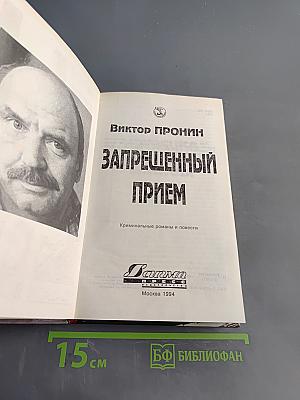 Виктор ПРОНИН
ЗАПРЕЩЕННЫЙ
ПРИЕМ
Криминальные романы и повести
Москва 1994
15 см
БФ БИБЛИОФАН